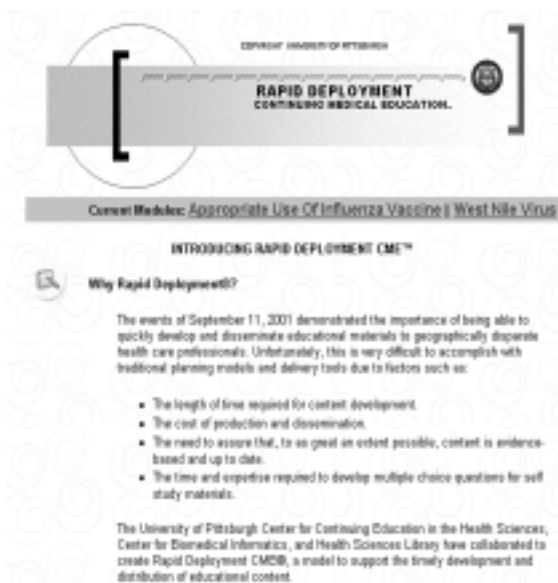 COPYRIGHT UNIVERSITY OF PITTSBURGH
RAPID DEPLOYMENT
CONTINUING MEDICAL EDUCATION.
Current Modules: Appropriate Use Of Influenza Vaccine || West Nile Virus
INTRODUCING RAPID DEPLOYMENT CME™
Why Rapid Deployment®?
The events of September 11, 2001 demonstrated the importance of being able to
quickly develop and disseminate educational materials to geographically disparate
health care professionals. Unfortunately, this is very difficult to accomplish with
traditional planning models and delivery tools due to factors such as:
• The length of time required for content development.
• The cost of production and dissemination.
• The need to assure that, to as great an extent possible, content is evidence-
based and up to date.
• The time and expertise required to develop multiple choice questions for self
study materials.
The University of Pittsburgh Center for Continuing Education in the Health Sciences,
Center for Biomedical Informatics, and Health Sciences Library have collaborated to
create Rapid Deployment CME®, a model to support the timely development and
distribution of educational content.